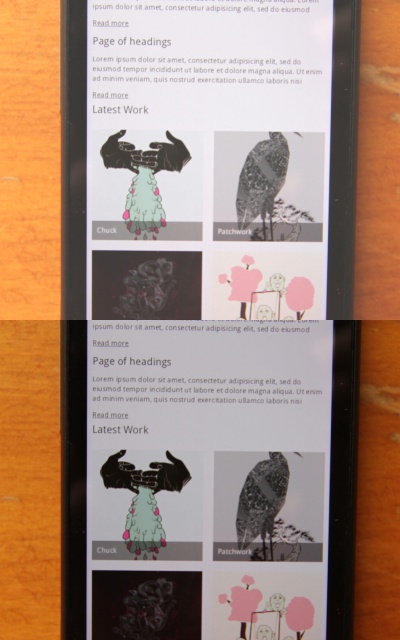 ipsum dolor sit amet, consectetur adipisicing elit, sed do eiusmod
Read more
Page of headings
Lorem ipsum dolor sit amet, consectetur adipisicing elit, sed do
eiusmod tempor incididunt ut labore et dolore magna aliqua. Ut enim
ad minim veniam, quis nostrud exercitation ullamco laboris nisi
Read more
Latest Work
Chuck
Patchwork
ipsum dolor sit amet, consectetur adipisicing elit, sed do eiusmod
Read more
Page of headings
Lorem ipsum dolor sit amet, consectetur adipisicing elit, sed do
eiusmod tempor incididunt ut labore et dolore magna aliqua. Ut enim
ad minim veniam, quis nostrud exercitation ullamco laboris nisi
Read more
Latest Work
Chuck
Patchwork